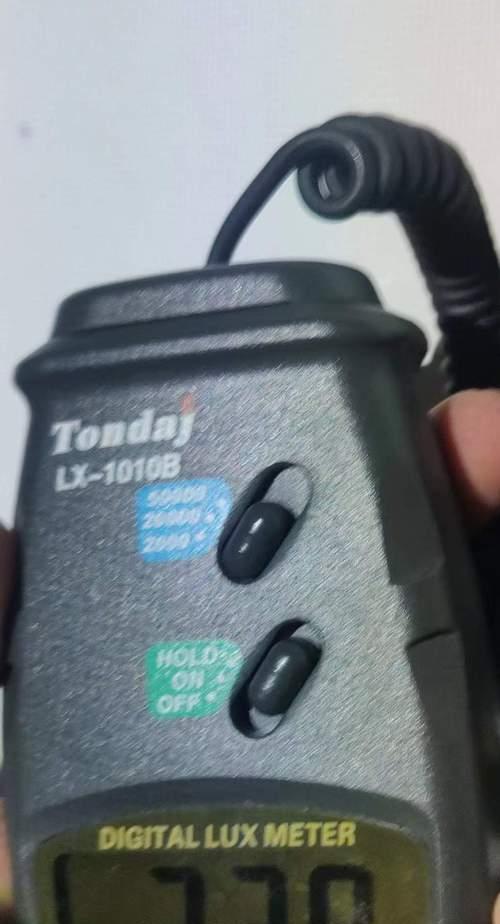 Tondaj
LX-1010B
50000
20000
2000
HOLD
ON
OFF
DIGITAL LUX METER